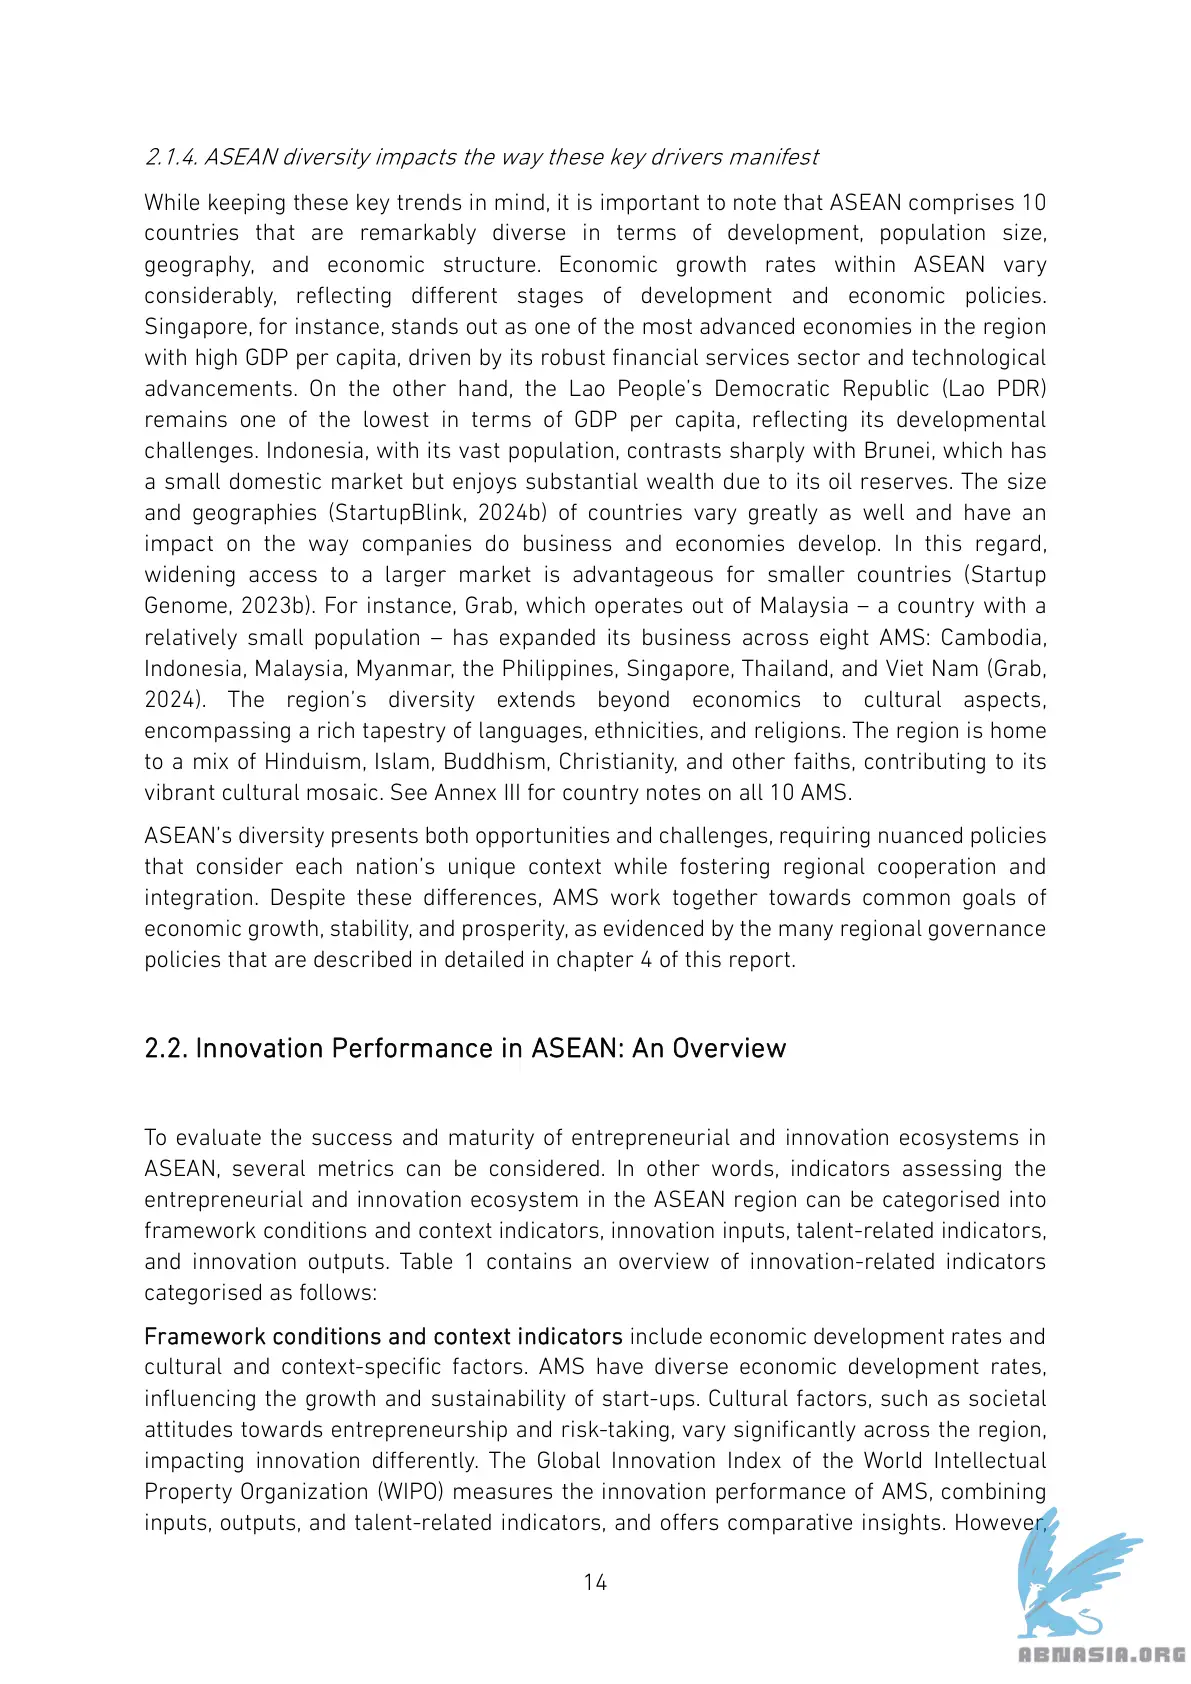 2.1.4. ASEAN diversity impacts the way these key drivers manifest
While keeping these key trends in mind, it is important to note that ASEAN comprises 10
countries that are remarkably diverse in terms of development, population size,
geography, and economic structure. Economic growth rates within ASEAN vary
considerably, reflecting different stages of development and economic policies.
Singapore, for instance, stands out as one of the most advanced economies in the region
with high GDP per capita, driven by its robust financial services sector and technological
advancements. On the other hand, the Lao People's Democratic Republic (Lao PDR)
remains one of the lowest in terms of GDP per capita, reflecting its developmental
challenges. Indonesia, with its vast population, contrasts sharply with Brunei, which has
a small domestic market but enjoys substantial wealth due to its oil reserves. The size
and geographies (StartupBlink, 2024b) of countries vary greatly as well and have an
impact on the way companies do business and economies develop. In this regard,
widening access to a larger market is advantageous for smaller countries (Startup
Genome, 2023b). For instance, Grab, which operates out of Malaysia – a country with a
relatively small population – has expanded its business across eight AMS: Cambodia,
Indonesia, Malaysia, Myanmar, the Philippines, Singapore, Thailand, and Viet Nam (Grab,
2024). The region's diversity extends beyond economics to cultural aspects,
encompassing a rich tapestry of languages, ethnicities, and religions. The region is home
to a mix of Hinduism, Islam, Buddhism, Christianity, and other faiths, contributing to its
vibrant cultural mosaic. See Annex III for country notes on all 10 AMS.
ASEAN's diversity presents both opportunities and challenges, requiring nuanced policies
that consider each nation's unique context while fostering regional cooperation and
integration. Despite these differences, AMS work together towards common goals of
economic growth, stability, and prosperity, as evidenced by the many regional governance
policies that are described in detailed in chapter 4 of this report.
2.2. Innovation Performance in ASEAN: An Overview
To evaluate the success and maturity of entrepreneurial and innovation ecosystems in
ASEAN, several metrics can be considered. In other words, indicators assessing the
entrepreneurial and innovation ecosystem in the ASEAN region can be categorised into
framework conditions and context indicators, innovation inputs, talent-related indicators,
and innovation outputs. Table 1 contains an overview of innovation-related indicators
categorised as follows:
Framework conditions and context indicators include economic development rates and
cultural and context-specific factors. AMS have diverse economic development rates,
influencing the growth and sustainability of start-ups. Cultural factors, such as societal
attitudes towards entrepreneurship and risk-taking, vary significantly across the region,
impacting innovation differently. The Global Innovation Index of the World Intellectual
Property Organization (WIPO) measures the innovation performance of AMS, combining
inputs, outputs, and talent-related indicators, and offers comparative insights. However,
14
ABNASIA.ORG